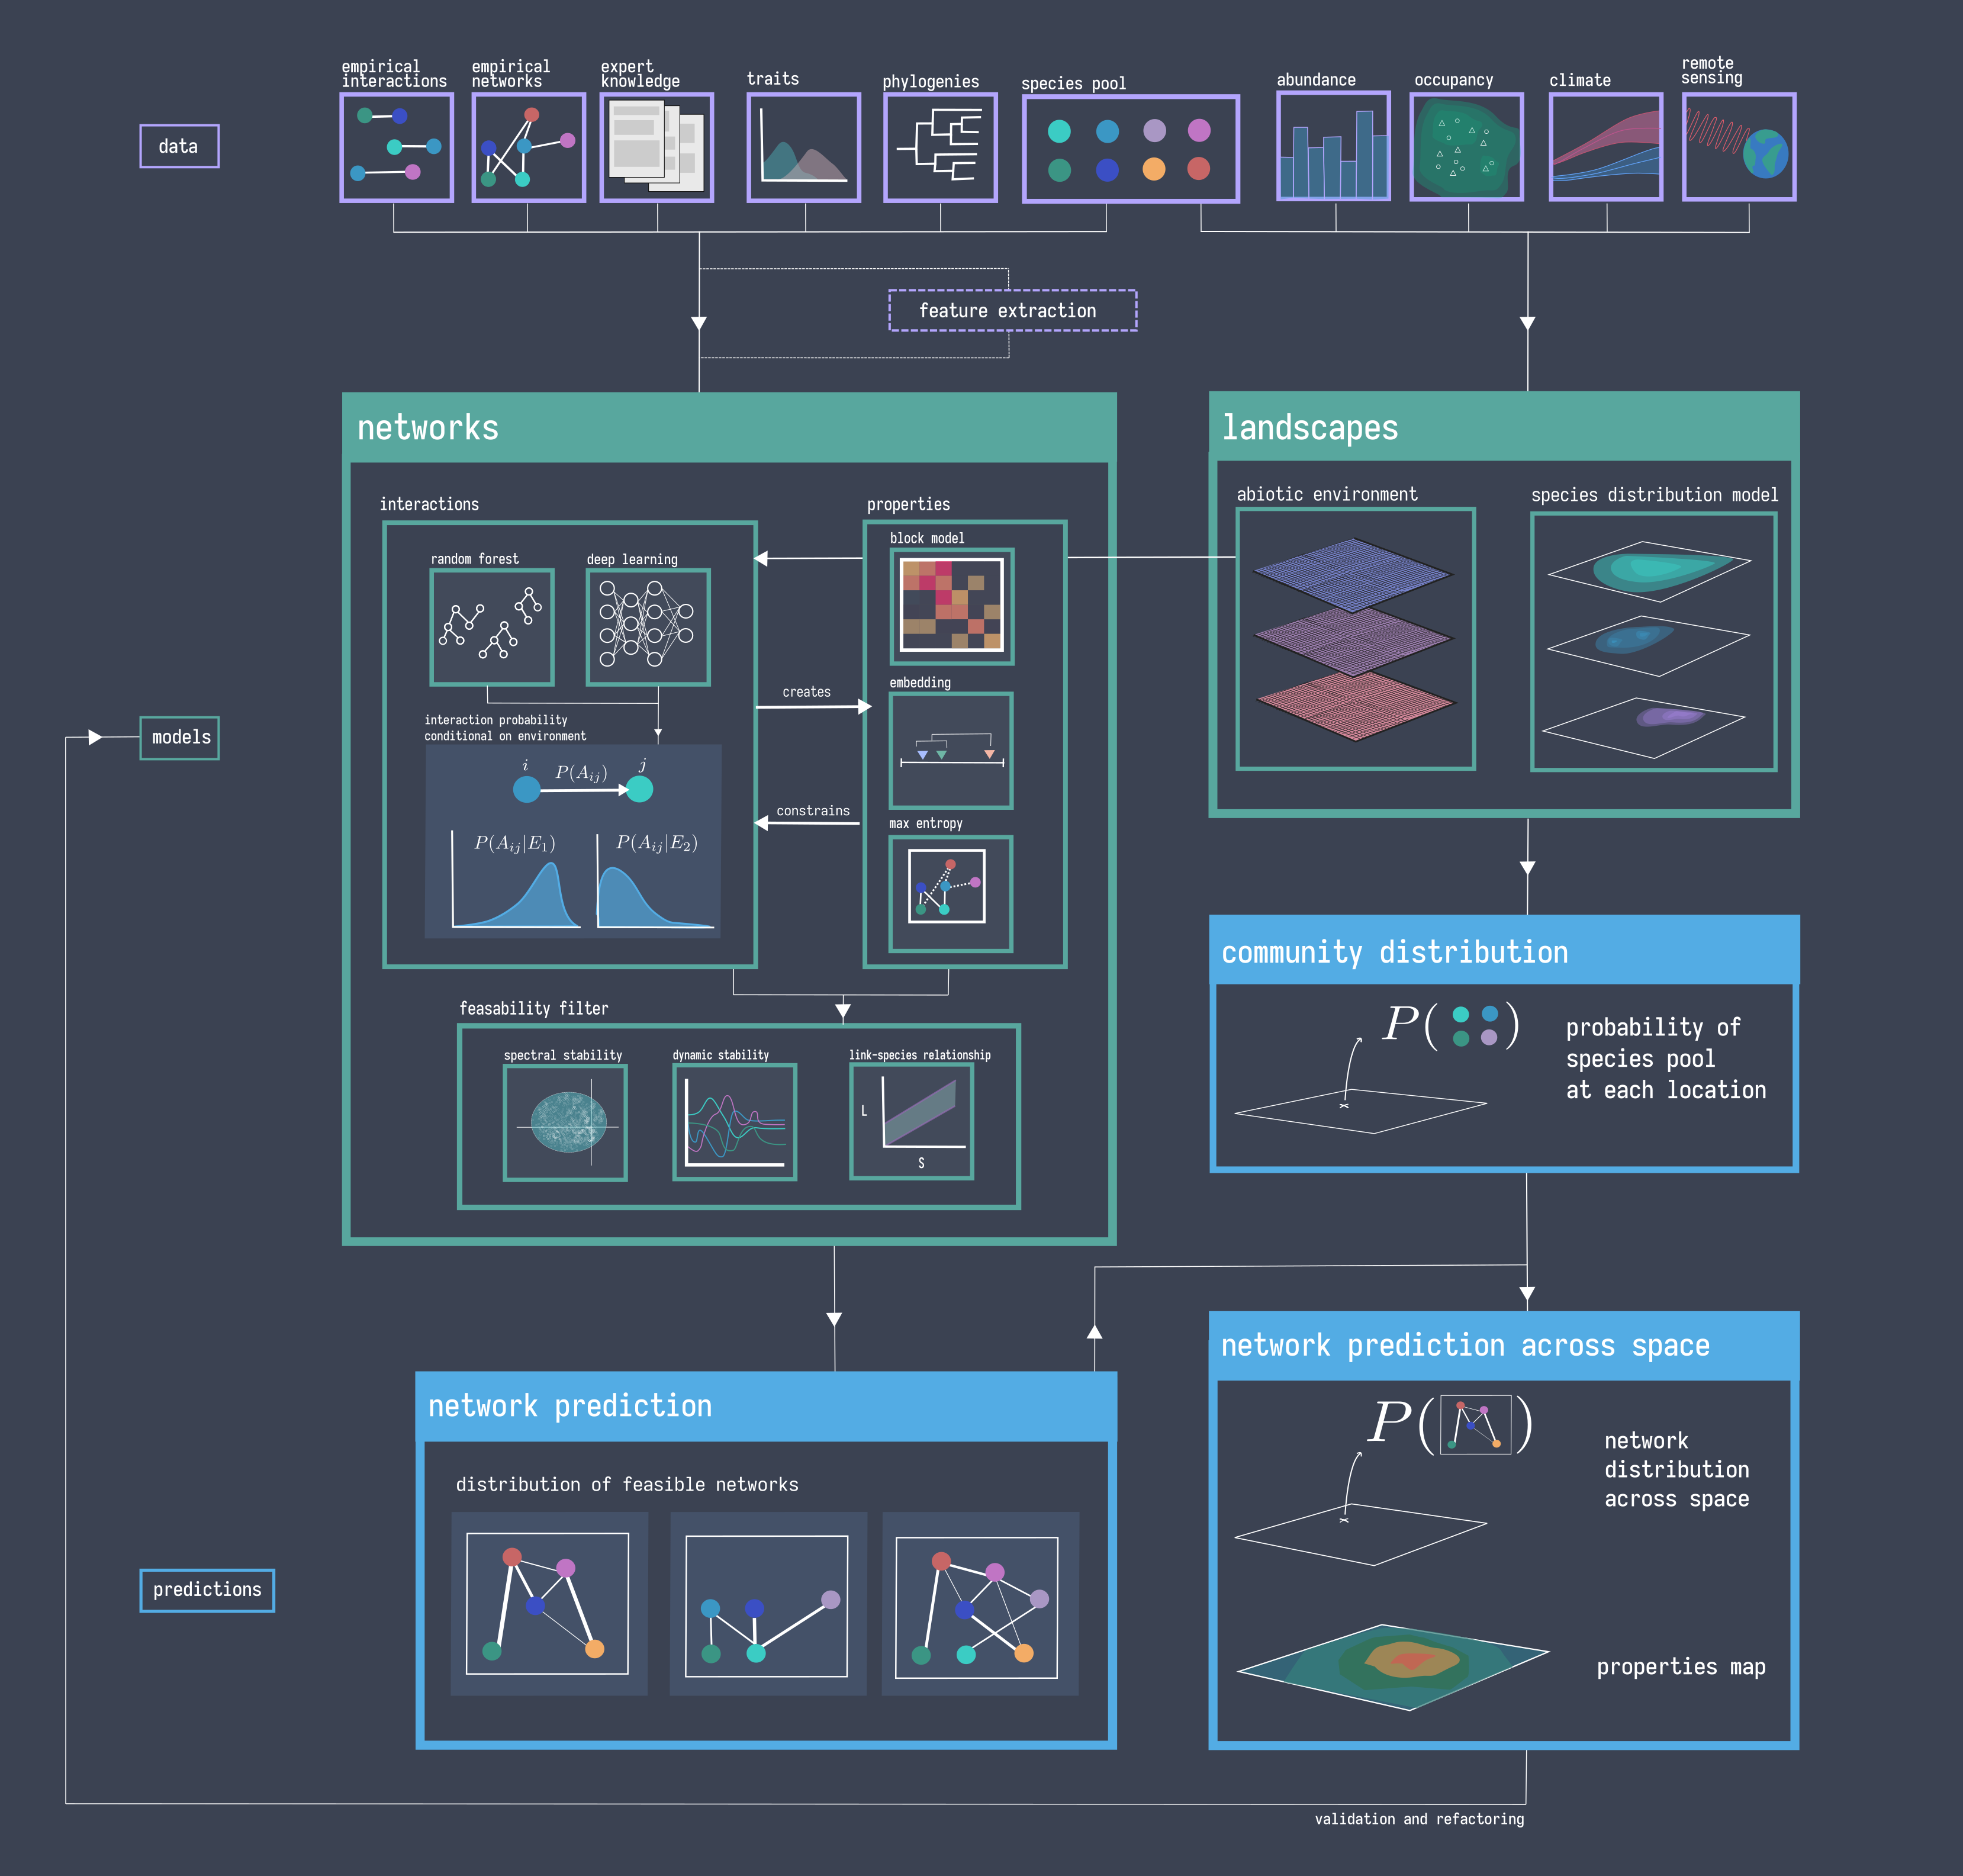 empirical
interactions
empirical
networks
expert
knowledge
traits
phylogenies
species pool
abundance
occupancy
climate
remote
sensing
data
feature extraction
networks
landscapes
interactions
properties
abiotic environment
species distribution model
block model
random forest
deep learning
embedding
creates
interaction probability
conditional on environment
models
i
P(A_{ij})
j
constrains
max entropy
P(A_{ij}|E_1)
P(A_{ij}|E_2)
community distribution
feasability filter
P( )
probability of
species pool
at each location
spectral stability
dynamic stability
link-species relationship
L
S
network prediction across space
network prediction
P( )
network
distribution
across space
distribution of feasible networks
predictions
properties map
validation and refactoring